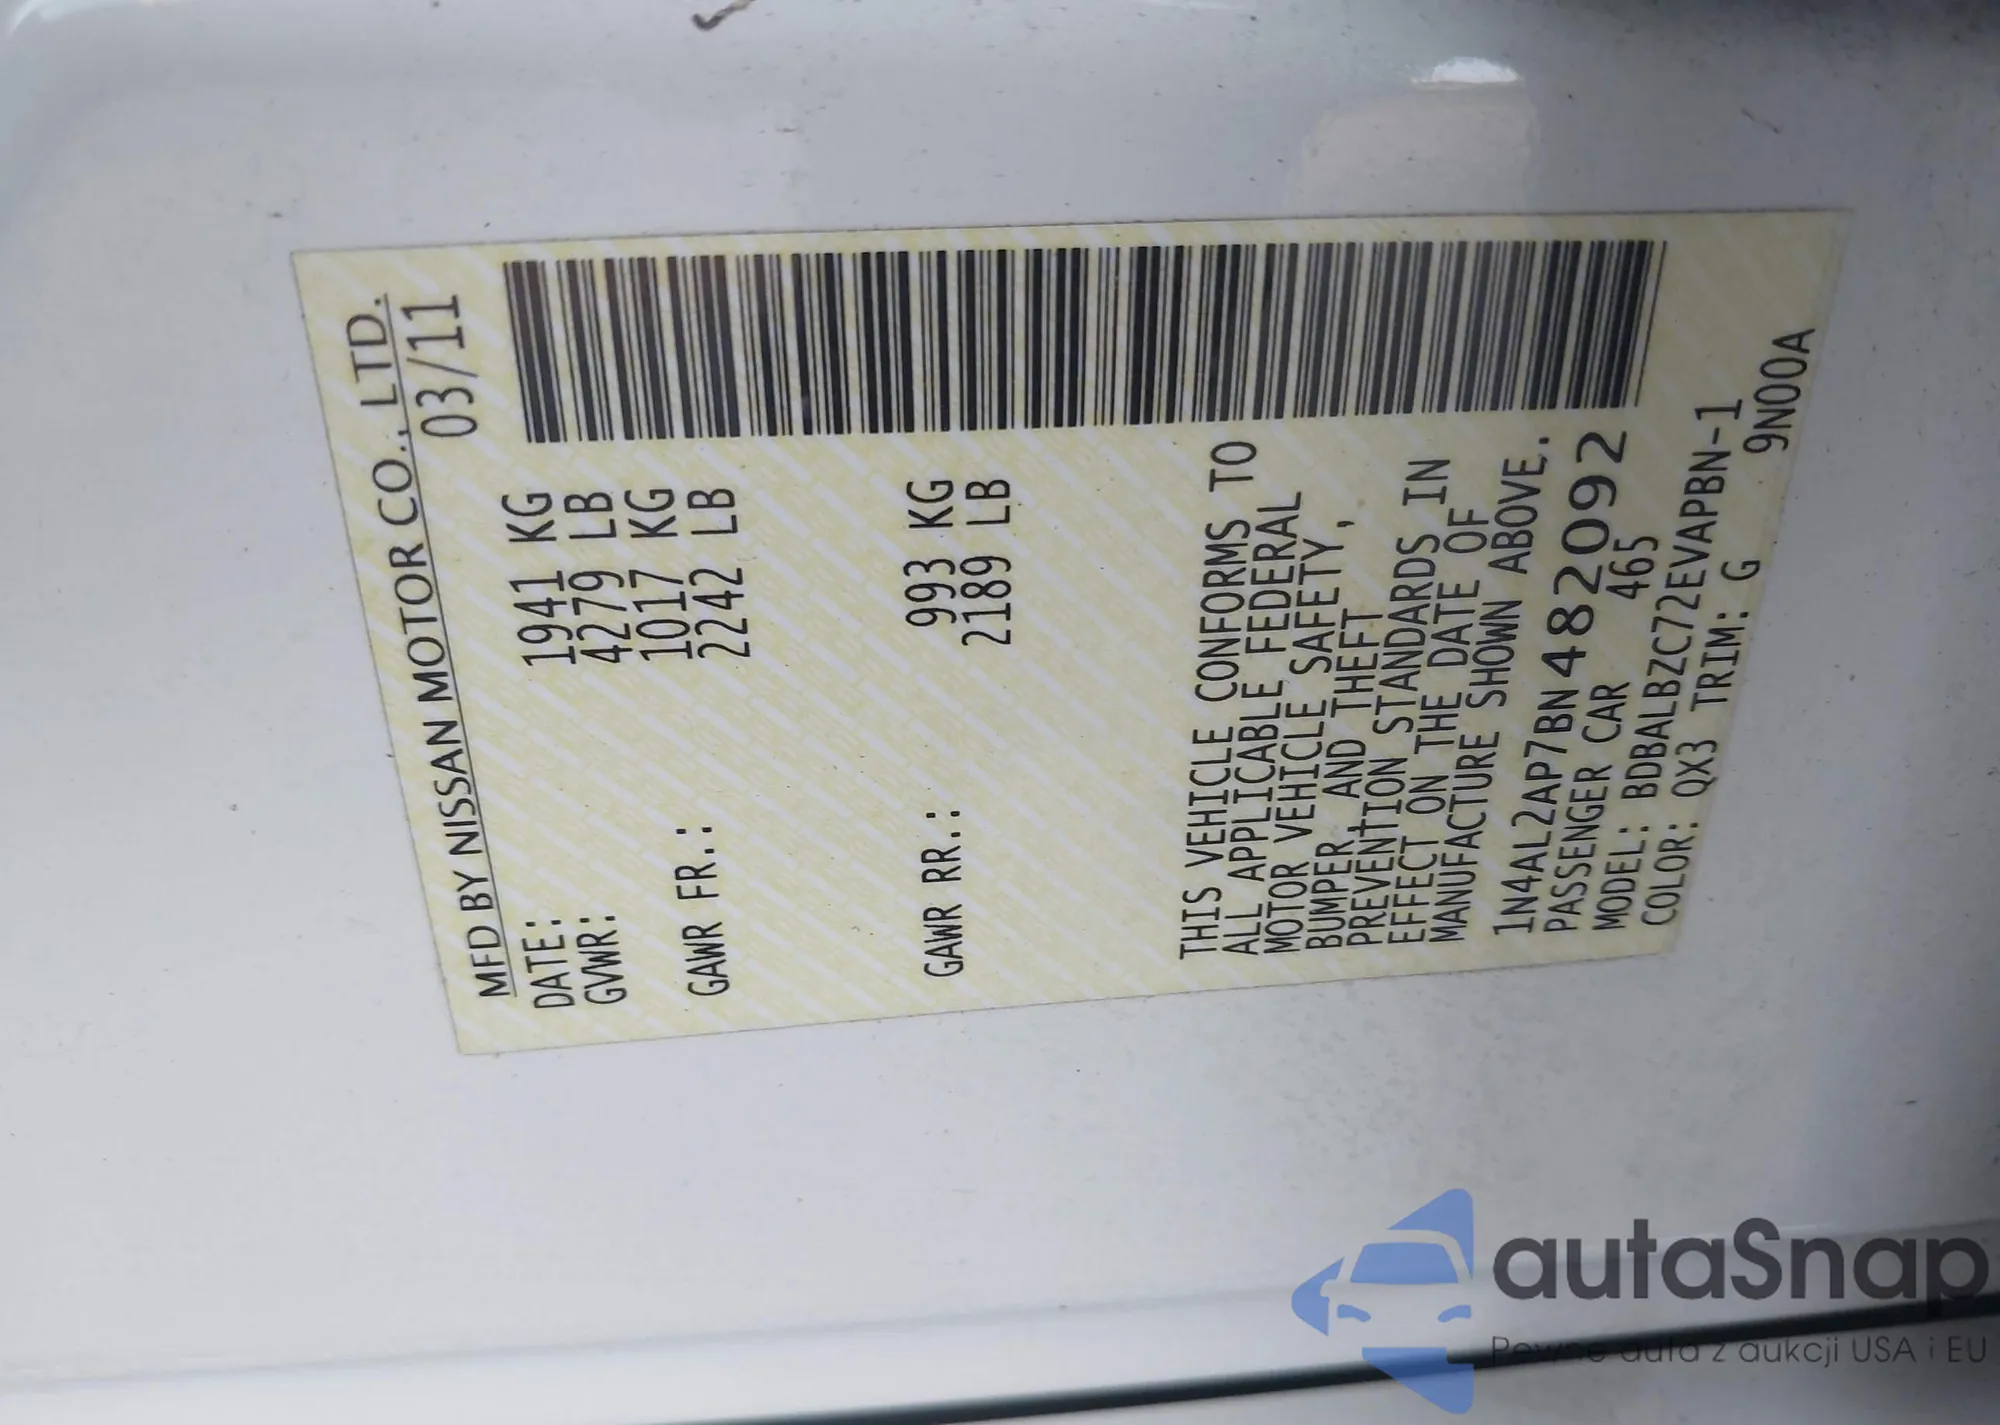 MFD BY NISSAN MOTOR CO., LTD.
DATE: 03/11
GVWR: 1941 KG
4279 LB
GAWR FR.: 1017 KG
2242 LB
GAWR RR.: 993 KG
2189 LB
THIS VEHICLE CONFORMS TO
ALL APPLICABLE FEDERAL
MOTOR VEHICLE SAFETY,
BUMPER, AND THEFT
PREVENTION STANDARDS IN
EFFECT ON THE DATE OF
MANUFACTURE SHOWN ABOVE.
1N4AL2AP7BN482092
PASSENGER CAR 465
MODEL: BDBALBZC72EVAPBN-1
COLOR: QX3 TRIM: G 9N00A
autaSnap
Pewne auta z aukcji USA i EU